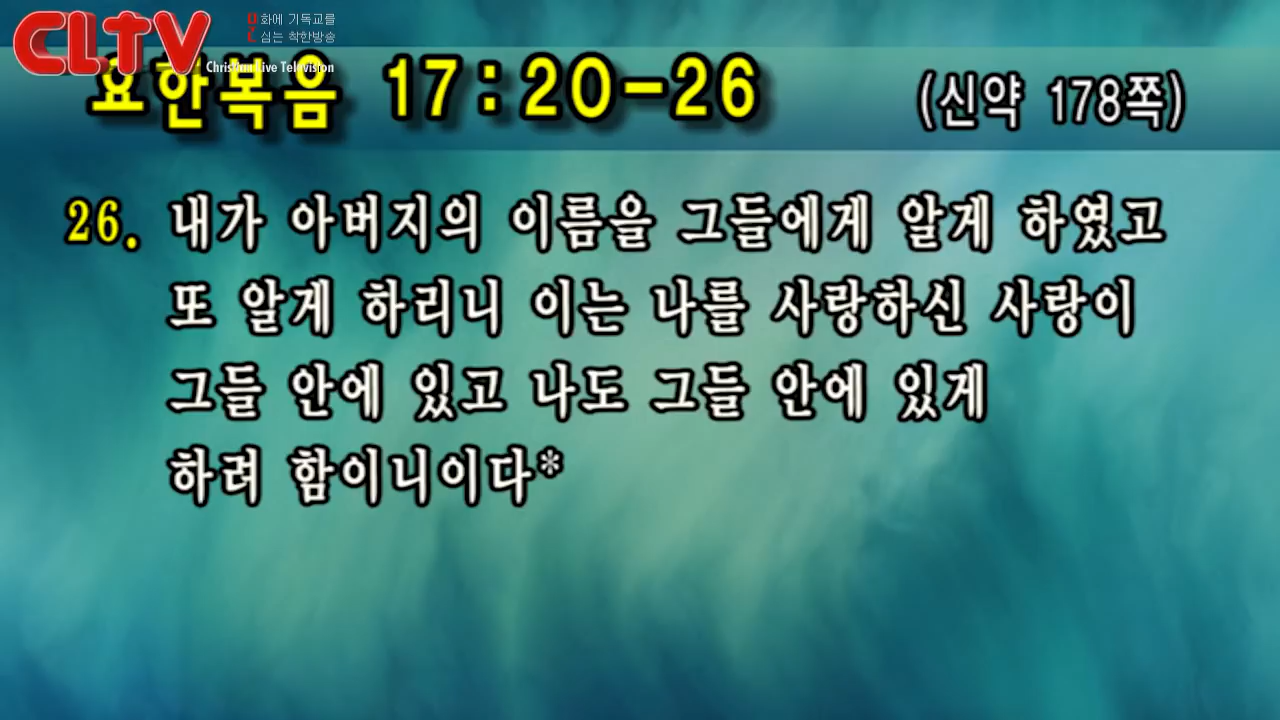 CLTV
문화에 기독교를
심는 착한방송
Christian Live Television
요한복음 17:20-26 (신약 178쪽)
26. 내가 아버지의 이름을 그들에게 알게 하였고
또 알게 하리니 이는 나를 사랑하신 사랑이
그들 안에 있고 나도 그들 안에 있게
하려 함이니이다*